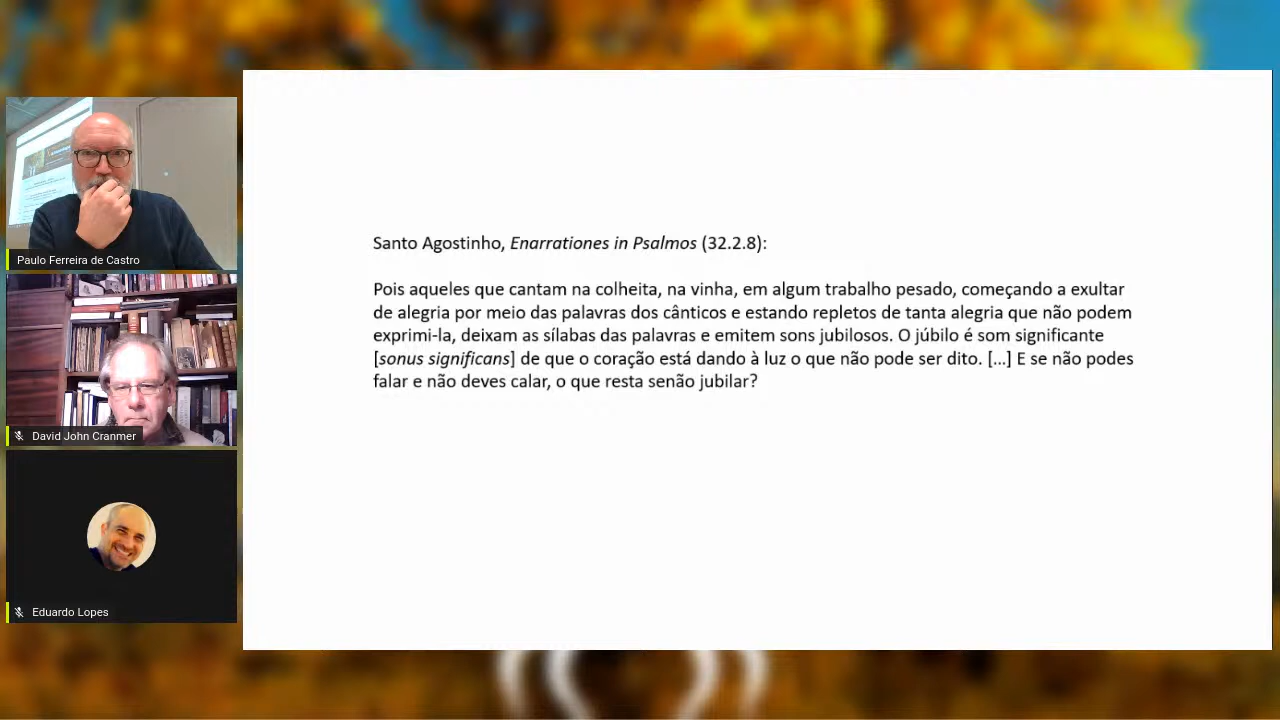 Santo Agostinho, Enarrationes in Psalmos (32.2.8):
Pois aqueles que cantam na colheita, na vinha, em algum trabalho pesado, começando a exultar
de alegria por meio das palavras dos cânticos e estando repletos de tanta alegria que não podem
exprimi-la, deixam as sílabas das palavras e emitem sons jubilosos. O júbilo é som significante
[sonus significans] de que o coração está dando à luz o que não pode ser dito. [...] E se não podes
falar e não deves calar, o que resta senão jubilar?
Paulo Ferreira de Castro
David John Cranmer
Eduardo Lopes